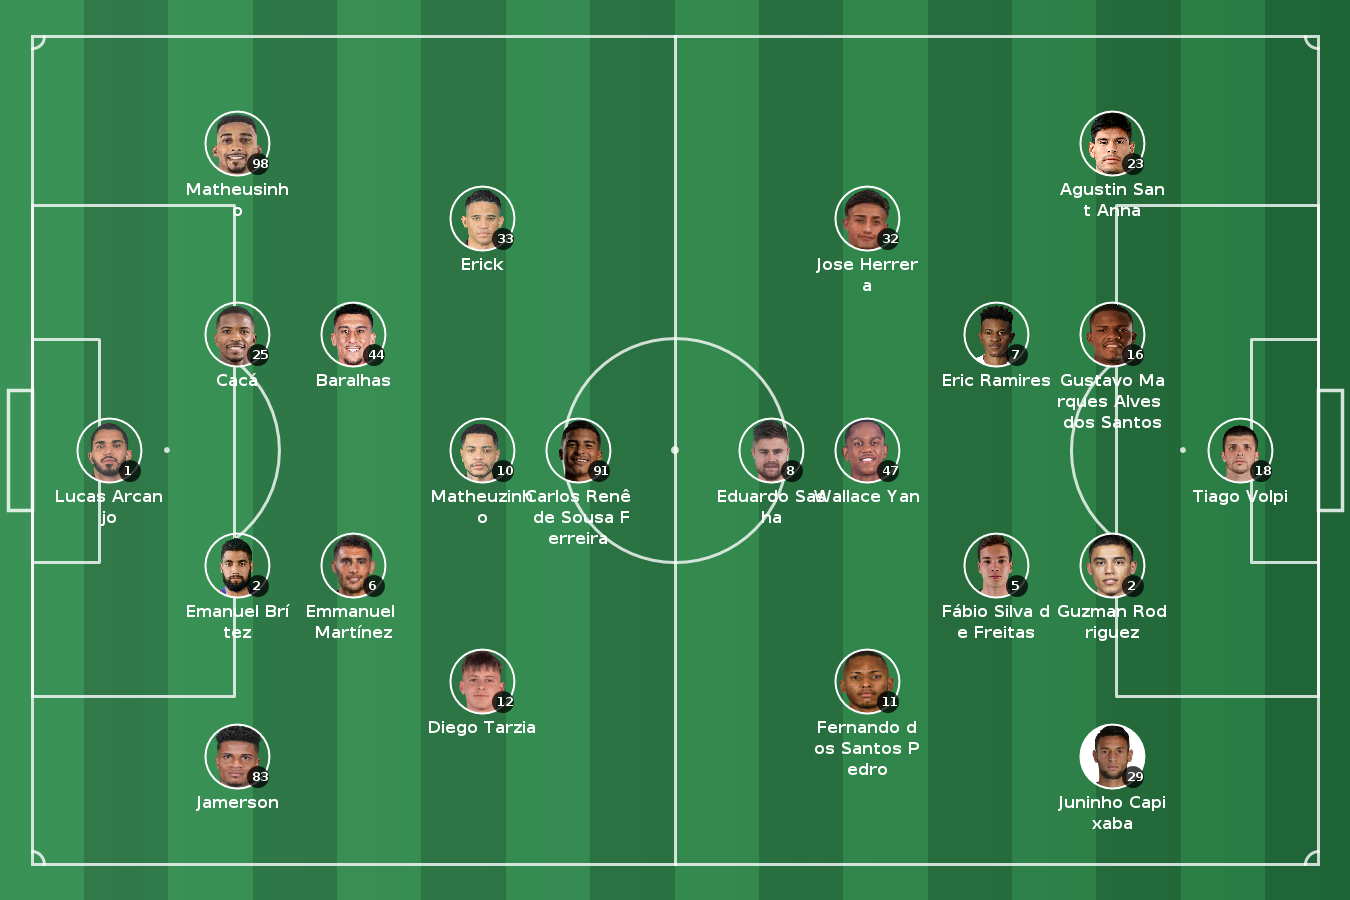 98
Matheusinh
o
33
Erick
25
Cacá
44
Baralhas
1
Lucas Arcan
jo
10
Matheuzinh
o
91
Carlos Renê
de Sousa F
erreira
2
Emanuel Brí
tez
6
Emmanuel
Martínez
12
Diego Tarzia
83
Jamerson
23
Agustin San
t Anna
32
Jose Herrer
a
7
Eric Ramires
16
Gustavo Ma
rques Alves
dos Santos
8
Eduardo Sas
ha
47
Wallace Yan
18
Tiago Volpi
5
Fábio Silva d
e Freitas
2
Guzman Rod
riguez
11
Fernando d
os Santos P
edro
29
Juninho Capi
xaba